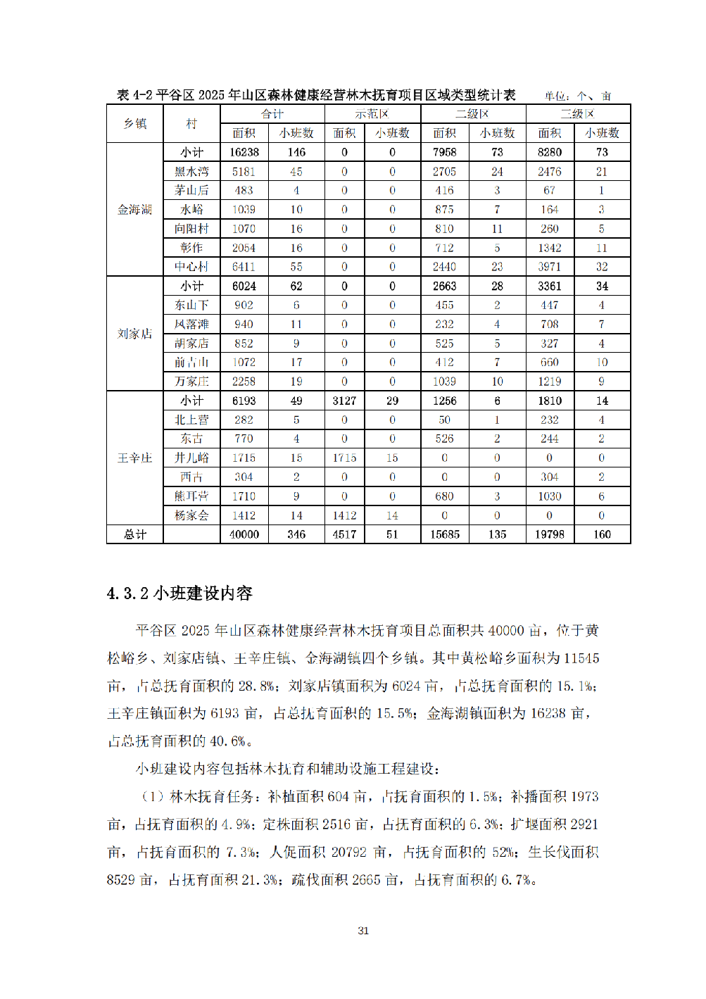 表 4-2 平谷区 2025 年山区森林健康经营林木抚育项目区域类型统计表 单位：个、亩
乡镇 村 合计 示范区 二级区 三级区
面积 小班数 面积 小班数 面积 小班数 面积 小班数
小计 16238 146 0 0 7958 73 8280 73
黑水湾 5181 45 0 0 2705 24 2476 21
茅山后 483 4 0 0 416 3 67 1
金海湖 水峪 1039 10 0 0 875 7 164 3
向阳村 1070 16 0 0 810 11 260 5
彰作 2054 16 0 0 712 5 1342 11
中心村 6411 55 0 0 2440 23 3971 32
小计 6024 62 0 0 2663 28 3361 34
东山下 902 6 0 0 455 2 447 4
风落滩 940 11 0 0 232 4 708 7
刘家店 胡家店 852 9 0 0 525 5 327 4
前吉山 1072 17 0 0 412 7 660 10
万家庄 2258 19 0 0 1039 10 1219 9
小计 6193 49 3127 29 1256 6 1810 14
北上营 282 5 0 0 50 1 232 4
东古 770 4 0 0 526 2 244 2
王辛庄 井儿峪 1715 15 1715 15 0 0 0 0
西古 304 2 0 0 0 0 304 2
熊耳营 1710 9 0 0 680 3 1030 6
杨家会 1412 14 1412 14 0 0 0 0
总计 40000 346 4517 51 15685 135 19798 160
4.3.2 小班建设内容
平谷区 2025 年山区森林健康经营林木抚育项目总面积共 40000 亩，位于黄
松峪乡、刘家店镇、王辛庄镇、金海湖镇四个乡镇。其中黄松峪乡面积为 11545
亩，占总抚育面积的 28.8%；刘家店镇面积为 6024 亩，占总抚育面积的 15.1%；
王辛庄镇面积为 6193 亩，占总抚育面积的 15.5%；金海湖镇面积为 16238 亩，
占总抚育面积的 40.6%。
小班建设内容包括林木抚育和辅助设施工程建设：
（1）林木抚育任务：补植面积 604 亩，占抚育面积的 1.5%；补播面积 1973
亩，占抚育面积的 4.9%；定株面积 2516 亩，占抚育面积的 6.3%；扩堰面积 2921
亩，占抚育面积的 7.3%；人促面积 20792 亩，占抚育面积的 52%；生长伐面积
8529 亩，占抚育面积 21.3%；疏伐面积 2665 亩，占抚育面积的 6.7%。
31